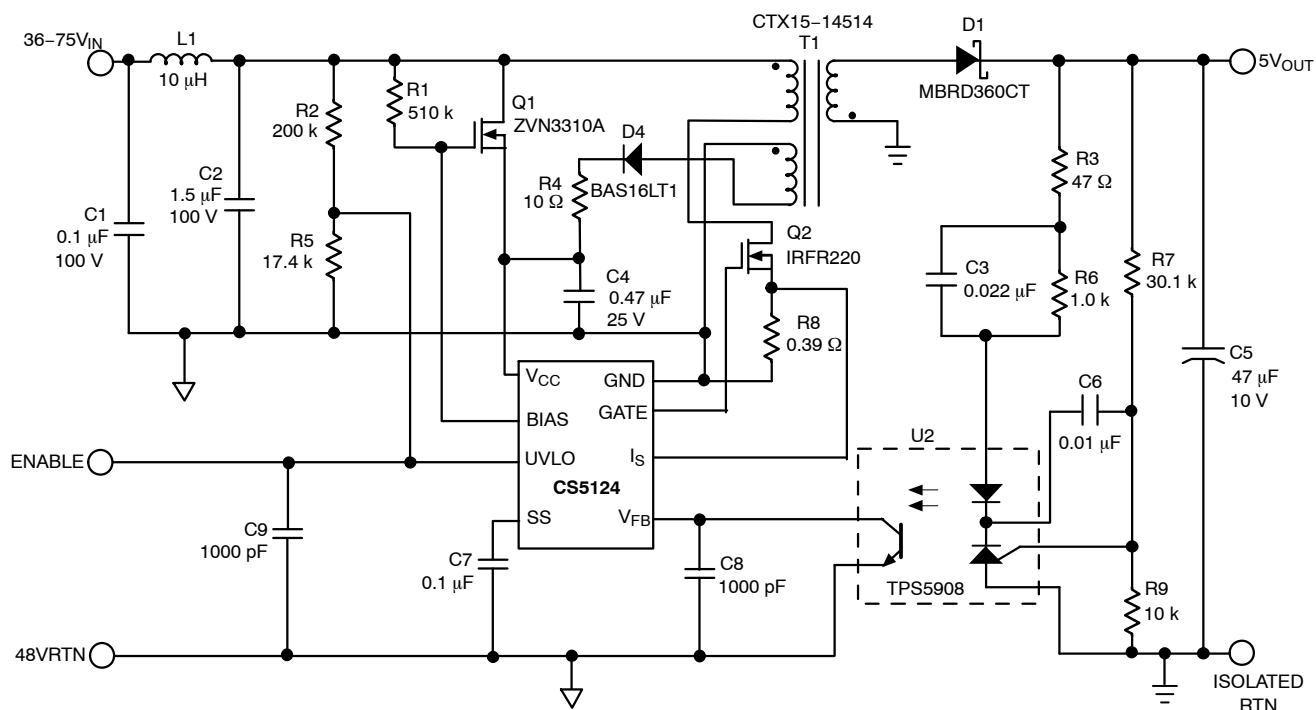 CTX15−14514
T1
D1
36−75VIN
L1
10 μH
5VOUT
MBRD360CT
R1
510 k
Q1
ZVN3310A
R2
200 k
D4
BAS16LT1
R4
10 Ω
R3
47 Ω
C2
1.5 μF
100 V
C1
0.1 μF
100 V
R5
17.4 k
Q2
IRFR220
C3
0.022 μF
R6
1.0 k
R7
30.1 k
C4
0.47 μF
25 V
R8
0.39 Ω
C5
47 μF
10 V
VCC
GND
BIAS
GATE
C6
0.01 μF
U2
ENABLE
UVLO
IS
CS5124
SS
VFB
C9
1000 pF
C7
0.1 μF
C8
1000 pF
TPS5908
R9
10 k
48VRTN
ISOLATED
RTN